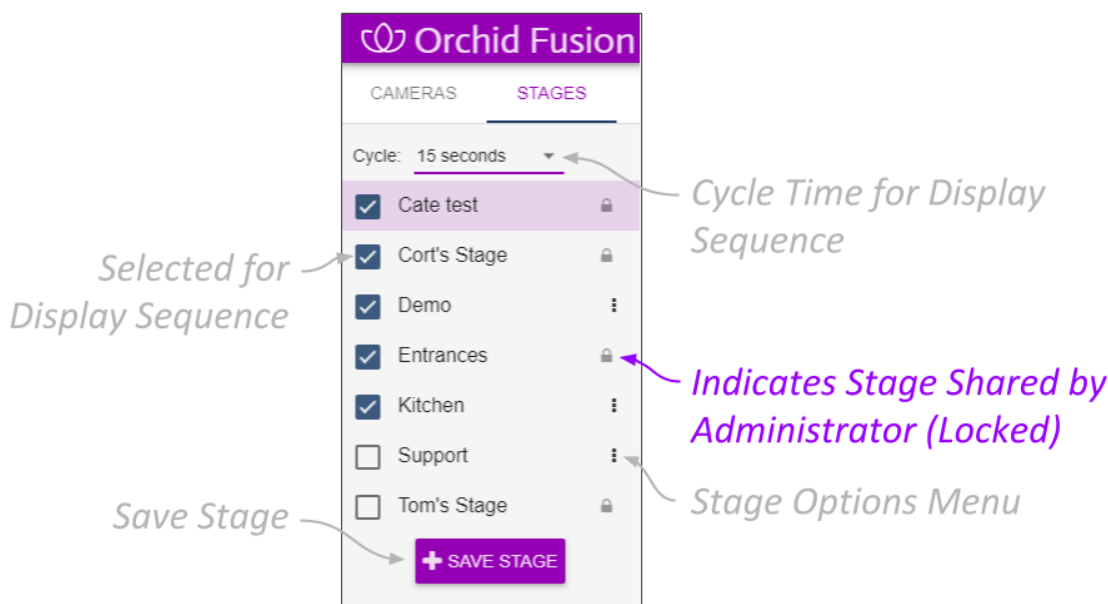 Orchid Fusion
CAMERAS STAGES
Cycle: 15 seconds
Cycle Time for Display
Sequence
Cate test
Cort's Stage
Selected for
Display Sequence
Demo
Entrances
Indicates Stage Shared by
Administrator (Locked)
Kitchen
Support
Stage Options Menu
Tom's Stage
Save Stage
SAVE STAGE